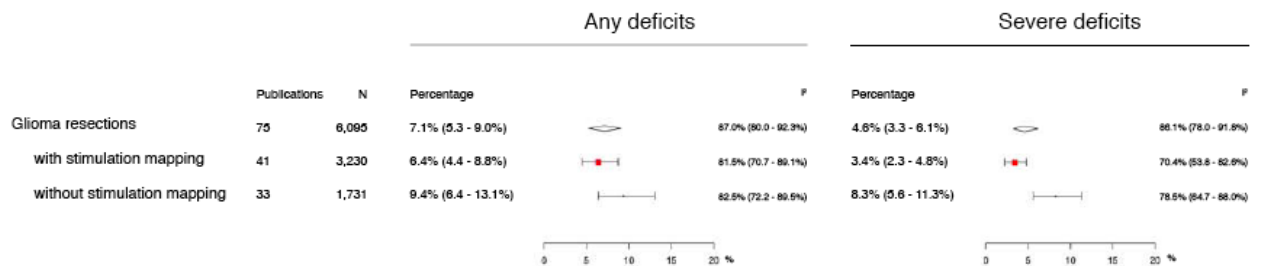 Any deficits Severe deficits
Publications N Percentage I² Percentage I²
Glioma resections 75 6,095 7.1% (5.3 - 9.0%) 87.0% (80.0 - 92.3%) 4.6% (3.3 - 6.1%) 86.1% (78.0 - 91.8%)
with stimulation mapping 41 3,230 6.4% (4.4 - 8.8%) 81.5% (70.7 - 89.1%) 3.4% (2.3 - 4.8%) 70.4% (53.8 - 82.6%)
without stimulation mapping 33 1,731 9.4% (6.4 - 13.1%) 82.5% (72.2 - 89.5%) 8.3% (5.6 - 11.3%) 78.5% (64.7 - 88.0%)
0 5 10 15 20 % 0 5 10 15 20 %